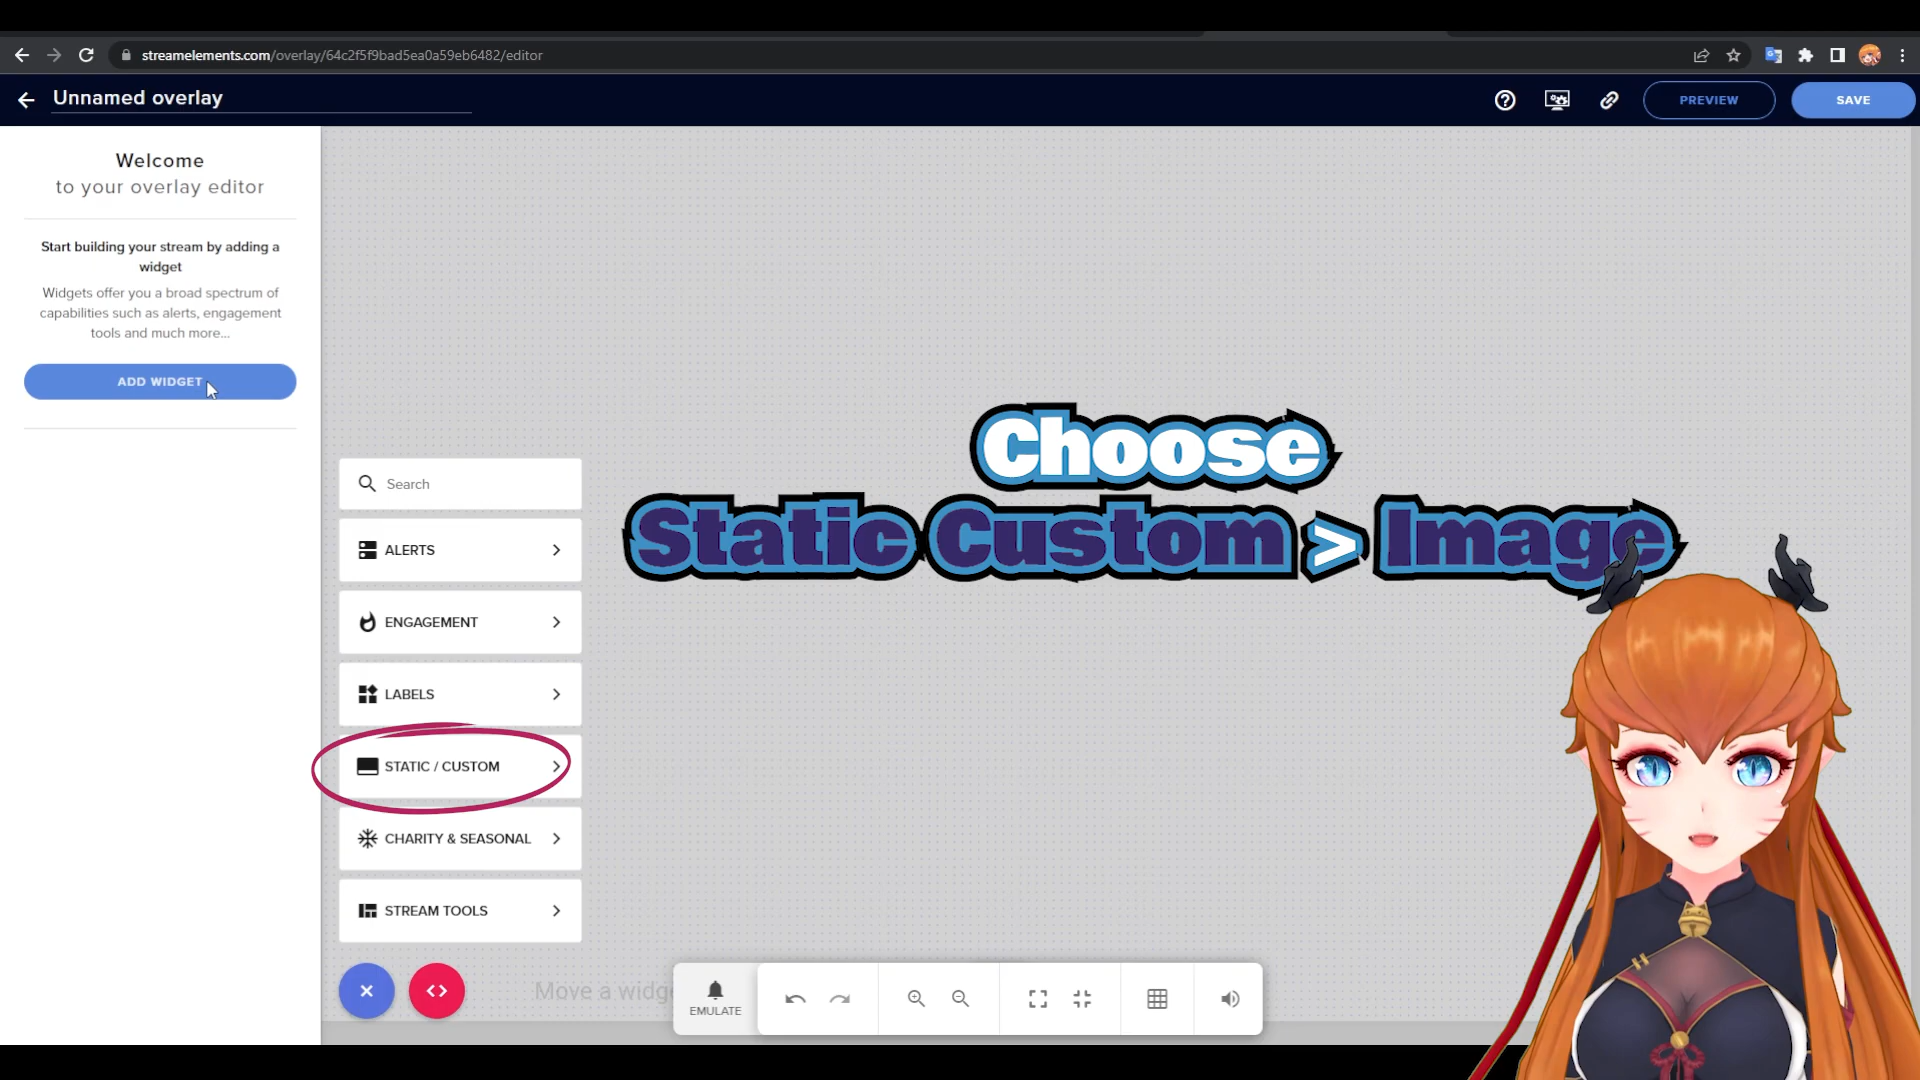 streamelements.com/overlay/64c2f5f9bad5ea0a59eb6482/editor
Unnamed overlay
PREVIEW
SAVE
Welcome
to your overlay editor
Start building your stream by adding a
widget
Widgets offer you a broad spectrum of
capabilities such as alerts, engagement
tools and much more...
ADD WIDGET
Choose
Static Custom > Image
Search
ALERTS
ENGAGEMENT
LABELS
STATIC / CUSTOM
CHARITY & SEASONAL
STREAM TOOLS
Move a widg
EMULATE